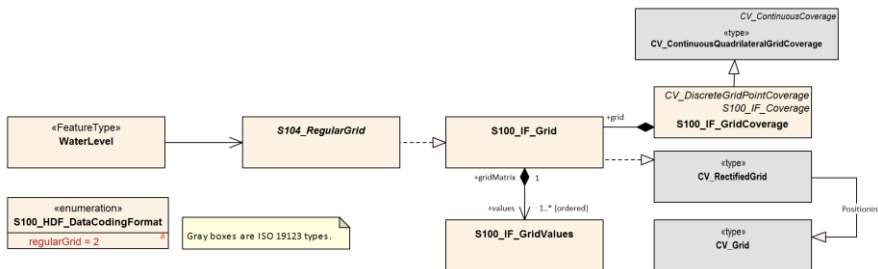 CV_ContinuousCoverage
«type»
CV_ContinuousQuadrilateralGridCoverage
CV_DiscreteGridPointCoverage
S100_IF_Coverage
S100_IF_GridCoverage
«FeatureType»
WaterLevel
S104_RegularGrid
S100_IF_Grid
+grid
«type»
CV_RectifiedGrid
+gridMatrix
1
+values
1..* (ordered)
S100_IF_GridValues
Positionin
«type»
CV_Grid
«enumeration»
S100_HDF_DataCodingFormat
regularGrid = 2
Gray boxes are ISO 19123 types.